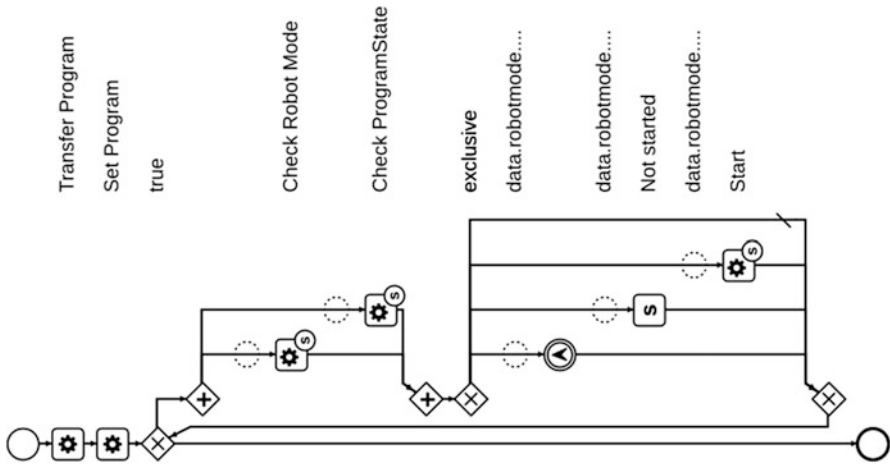 Transfer Program
Set Program
true
Check Robot Mode
Check ProgramState
exclusive
data.robotmode....
data.robotmode....
Not started
data.robotmode....
Start
s
s
s
s